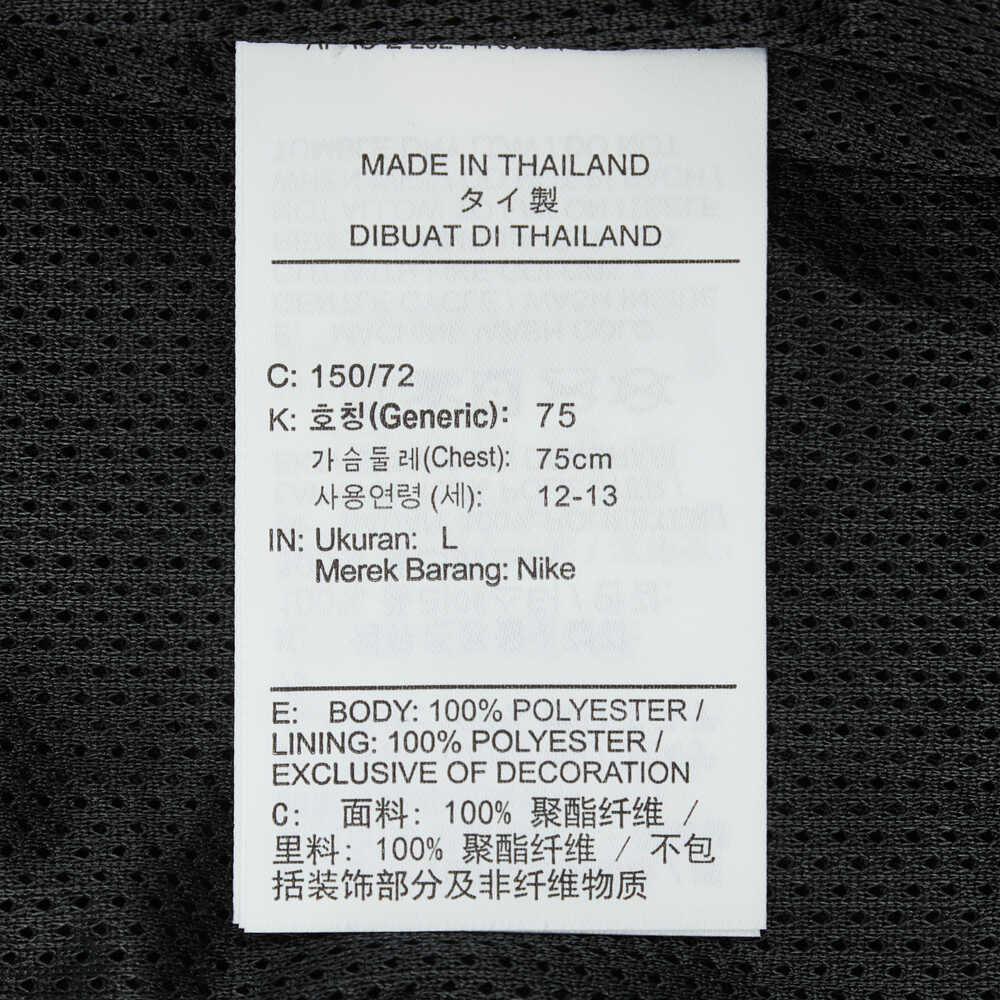 MADE IN THAILAND
タイ製
DIBUAT DI THAILAND
C: 150/72
K: 호칭(Generic): 75
가슴둘레(Chest): 75cm
사용연령(세): 12-13
IN: Ukuran: L
Merek Barang: Nike
E: BODY: 100% POLYESTER /
LINING: 100% POLYESTER /
EXCLUSIVE OF DECORATION
C: 面料: 100% 聚酯纤维 /
里料: 100% 聚酯纤维 / 不包
括装饰部分及非纤维物质